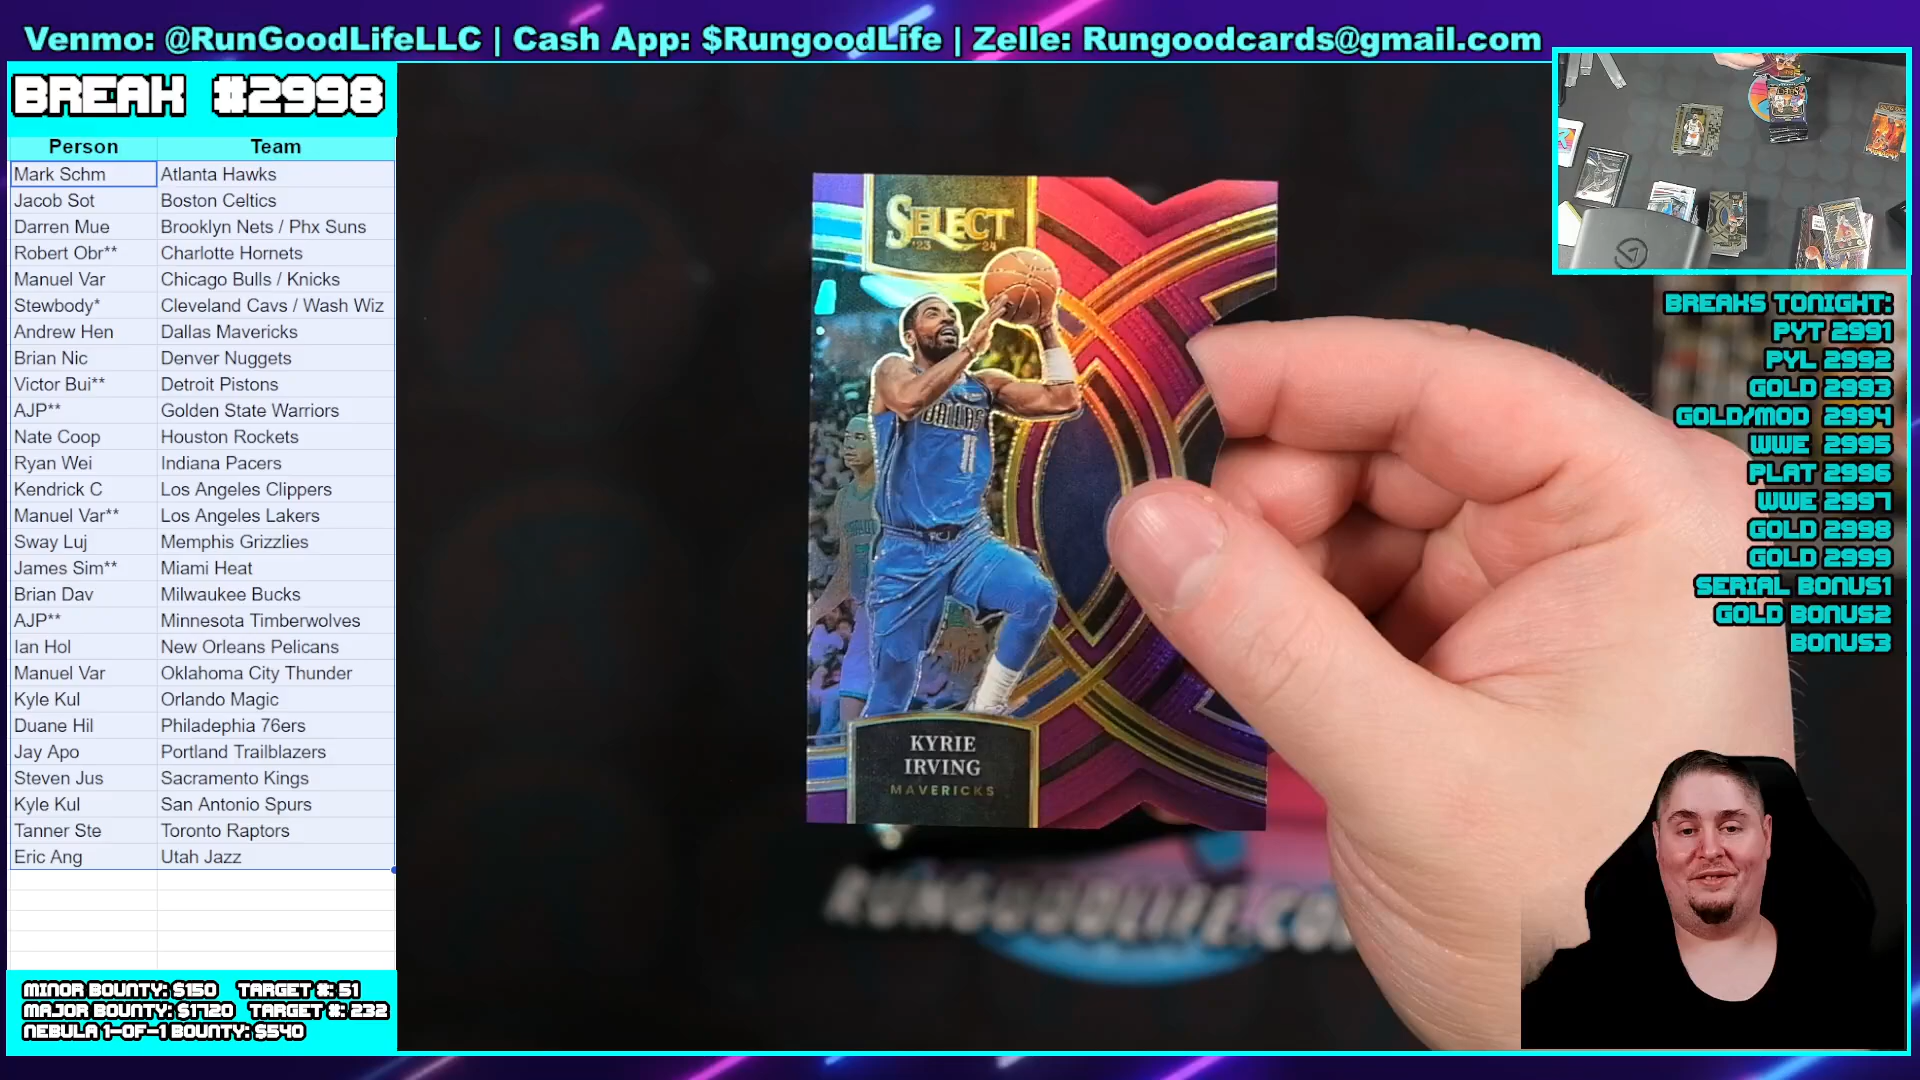 Venmo: @RunGoodLifeLLC | Cash App: $RungoodLife | Zelle: Rungoodcards@gmail.com
BREAK #2998
Person Team
Mark Schm Atlanta Hawks
Jacob Sot Boston Celtics
Darren Mue Brooklyn Nets / Phx Suns
Robert Obr** Charlotte Hornets
Manuel Var Chicago Bulls / Knicks
Stewbody* Cleveland Cavs / Wash Wiz
Andrew Hen Dallas Mavericks
Brian Nic Denver Nuggets
Victor Bui** Detroit Pistons
AJP** Golden State Warriors
Nate Coop Houston Rockets
Ryan Wei Indiana Pacers
Kendrick C Los Angeles Clippers
Manuel Var** Los Angeles Lakers
Sway Luj Memphis Grizzlies
James Sim** Miami Heat
Brian Dav Milwaukee Bucks
AJP** Minnesota Timberwolves
Ian Hol New Orleans Pelicans
Manuel Var Oklahoma City Thunder
Kyle Kul Orlando Magic
Duane Hil Philadephia 76ers
Jay Apo Portland Trailblazers
Steven Jus Sacramento Kings
Kyle Kul San Antonio Spurs
Tanner Ste Toronto Raptors
Eric Ang Utah Jazz
MINOR BOUNTY: $150 TARGET #: 51
MAJOR BOUNTY: $1720 TARGET #: 232
NEBULA 1-OF-1 BOUNTY: $540
SELECT
'23 24
DALLAS
11
KYRIE
IRVING
MAVERICKS
RUNGOODLIFE.CO
BREAKS TONIGHT:
PYT 2991
PYL 2992
GOLD 2993
GOLD/MOD 2994
WWE 2995
PLAT 2996
WWE 2997
GOLD 2998
GOLD 2999
SERIAL BONUS1
GOLD BONUS2
BONUS3